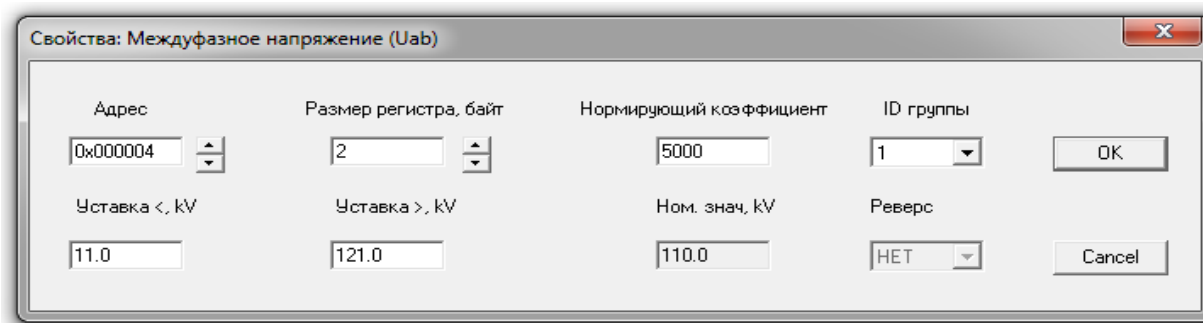 Свойства: Междуфазное напряжение (Uab)
Адрес Размер регистра, байт Нормирующий коэффициент ID группы
0x000004 2 5000 1 OK
Уставка <, kV Уставка >, kV Ном. знач, kV Реверс
11.0 121.0 110.0 НЕТ Cancel